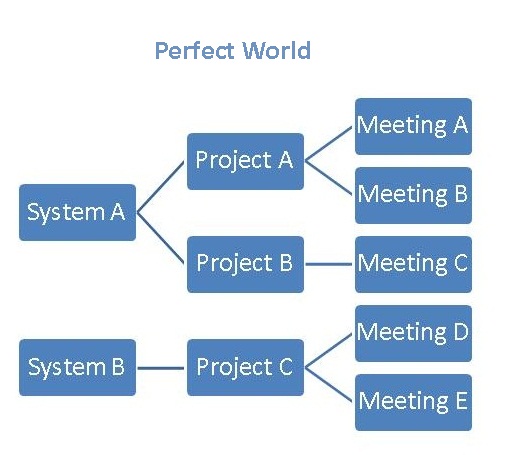 Perfect World
System A
Project A
Meeting A
Meeting B
Project B
Meeting C
System B
Project C
Meeting D
Meeting E